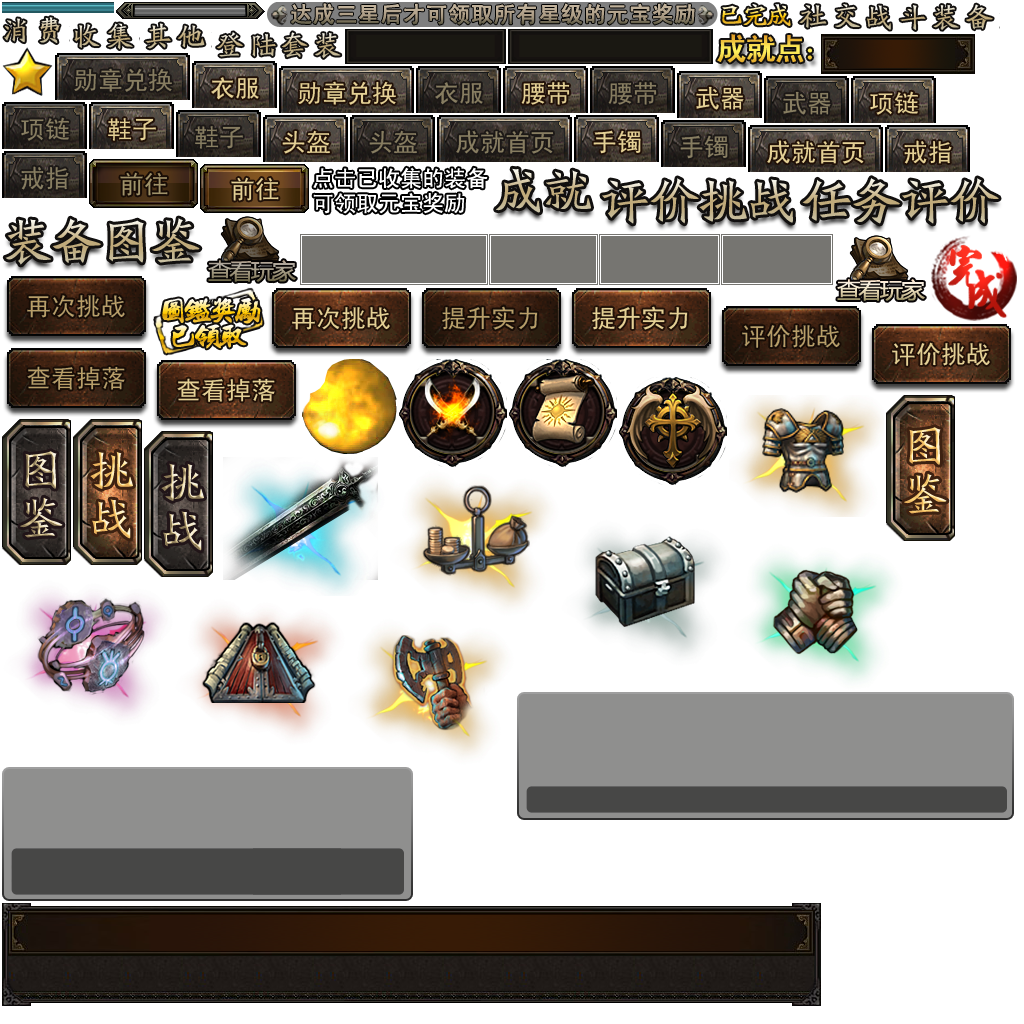 达成三星后才可领取所有星级的元宝奖励
已完成
社交战斗装备
消费
收集
其他
登陆套装
成就点:
勋章兑换
衣服
勋章兑换
衣服
腰带
腰带
武器
武器
项链
项链
鞋子
鞋子
头盔
头盔
成就首页
手镯
手镯
成就首页
戒指
戒指
前往
前往
点击已收集的装备
可领取元宝奖励
成就
评价挑战
任务评价
装备图鉴
查看玩家
查看玩家
完成
再次挑战
圖鑑獎勵
已領取
再次挑战
提升实力
提升实力
评价挑战
评价挑战
查看掉落
查看掉落
图鉴
挑战
挑战
图鉴